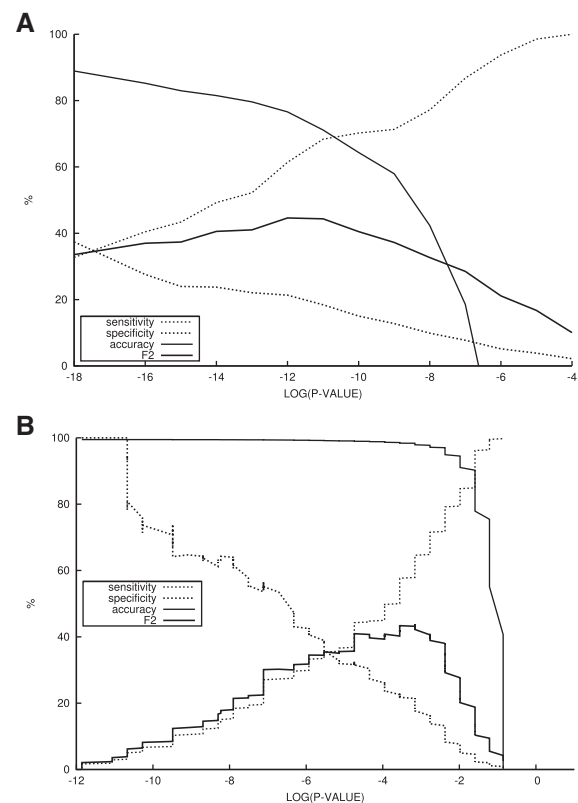 A
100
80
60
%
40
20
sensitivity
specificity
accuracy
F2
0
-18 -16 -14 -12 -10 -8 -6 -4
LOG(P-VALUE)
B
100
80
60
%
sensitivity
specificity
accuracy
F2
40
20
0
-12 -10 -8 -6 -4 -2 0
LOG(P-VALUE)